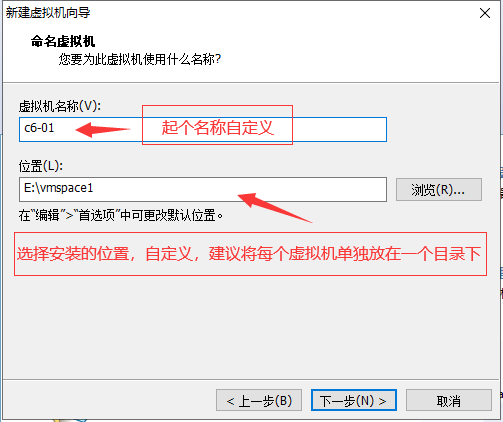 新建虚拟机向导
命名虚拟机
您要为此虚拟机使用什么名称?
虚拟机名称(V):
c6-01
起个名称自定义
位置(L):
E:\vmspace1
浏览(R)...
在“编辑”>“首选项”中可更改默认位置。
选择安装的位置，自定义，建议将每个虚拟机单独放在一个目录下
< 上一步(B)
下一步(N) >
取消